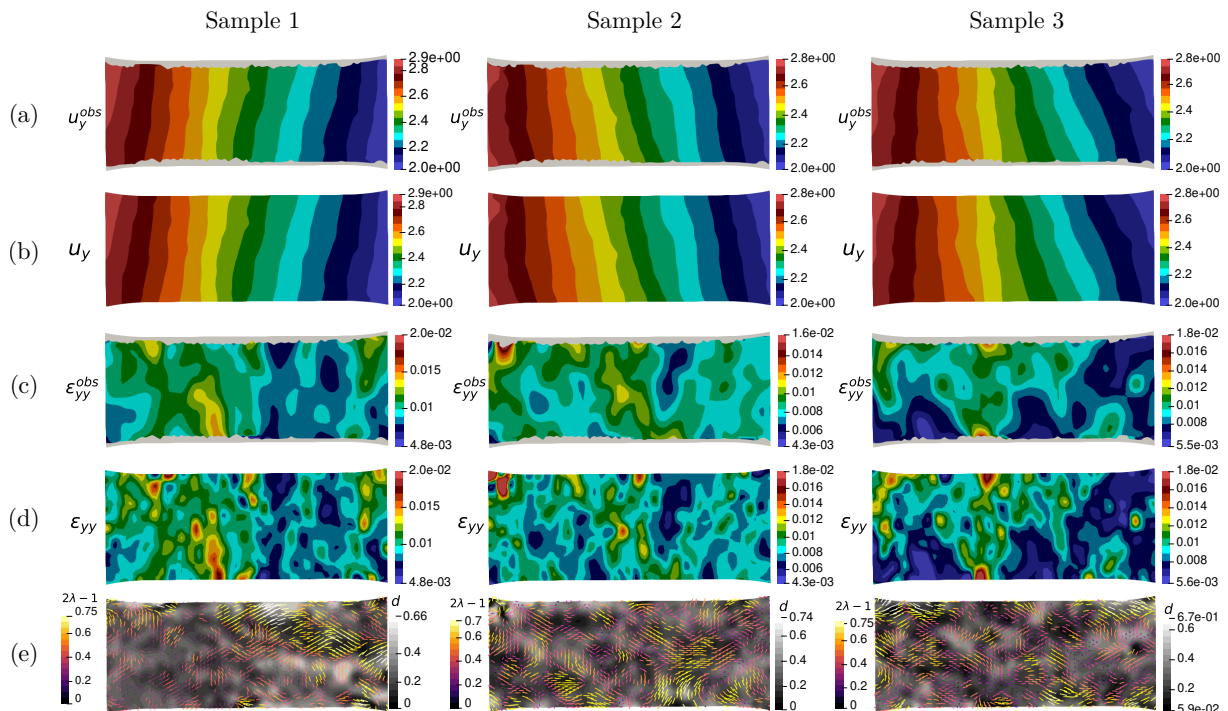 Sample 1 Sample 2 Sample 3
(a)
u_y^{obs} 2.9e+00 2.8 2.6 2.4 2.2 2.0e+00
u_y^{obs} 2.8e+00 2.6 2.4 2.2 2.0e+00
u_y^{obs} 2.8e+00 2.6 2.4 2.2 2.0e+00
(b)
u_y 2.9e+00 2.8 2.6 2.4 2.2 2.0e+00
u_y 2.8e+00 2.6 2.4 2.2 2.0e+00
u_y 2.8e+00 2.6 2.4 2.2 2.0e+00
(c)
ε_{yy}^{obs} 2.0e-02 0.015 0.01 4.8e-03
ε_{yy}^{obs} 1.6e-02 0.014 0.012 0.01 0.008 0.006 4.3e-03
ε_{yy}^{obs} 1.8e-02 0.016 0.014 0.012 0.01 0.008 5.5e-03
(d)
ε_{yy} 2.0e-02 0.015 0.01 4.8e-03
ε_{yy} 1.8e-02 0.016 0.014 0.012 0.01 0.008 0.006 4.3e-03
ε_{yy} 1.8e-02 0.016 0.014 0.012 0.01 0.008 5.6e-03
(e)
2λ−1 0.75 0.6 0.4 0.2 0 d 0.66 0.4 0.2 0
2λ−1 0.7 0.6 0.4 0.2 0 d 0.74 0.6 0.4 0.2 0
2λ−1 0.75 0.6 0.4 0.2 0 d 6.7e-01 0.6 0.4 0.2 5.9e-02